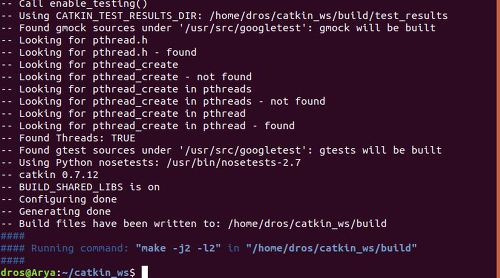 -- Call enable_testing()
-- Using CATKIN_TEST_RESULTS_DIR: /home/dros/catkin_ws/build/test_results
-- Found gmock sources under '/usr/src/googletest': gmock will be built
-- Looking for pthread.h
-- Looking for pthread.h - found
-- Looking for pthread_create
-- Looking for pthread_create - not found
-- Looking for pthread_create in pthreads
-- Looking for pthread_create in pthreads - not found
-- Looking for pthread_create in pthread
-- Looking for pthread_create in pthread - found
-- Found Threads: TRUE
-- Found gtest sources under '/usr/src/googletest': gtests will be built
-- Using Python nosetests: /usr/bin/nosetests-2.7
-- catkin 0.7.12
-- BUILD_SHARED_LIBS is on
-- Configuring done
-- Generating done
-- Build files have been written to: /home/dros/catkin_ws/build
####
#### Running command: "make -j2 -l2" in "/home/dros/catkin_ws/build"
####
dros@Arya:~/catkin_ws$